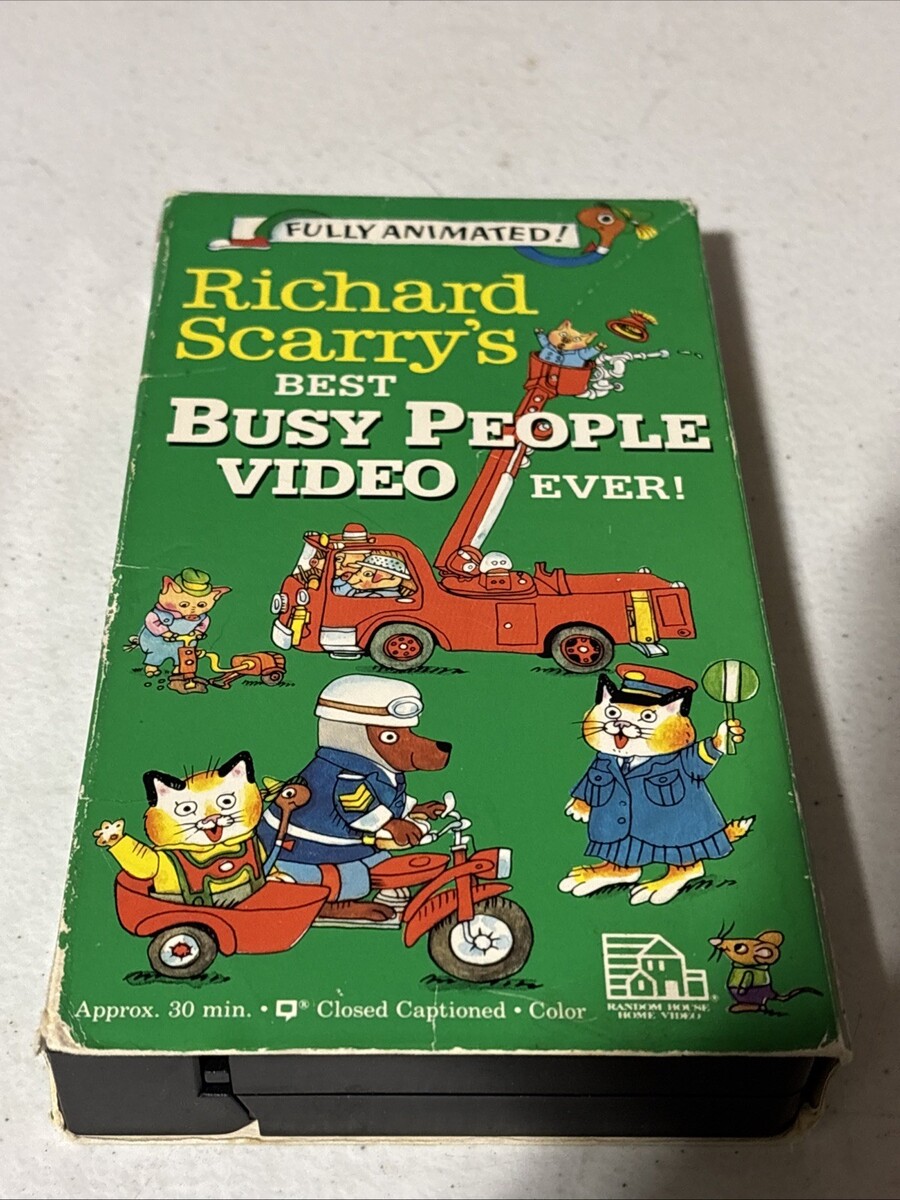 FULLY ANIMATED!
Richard
Scarry's
BEST
BUSY PEOPLE
VIDEO EVER!
Approx. 30 min. • ® Closed Captioned • Color
RANDOM HOUSE®
HOME VIDEO